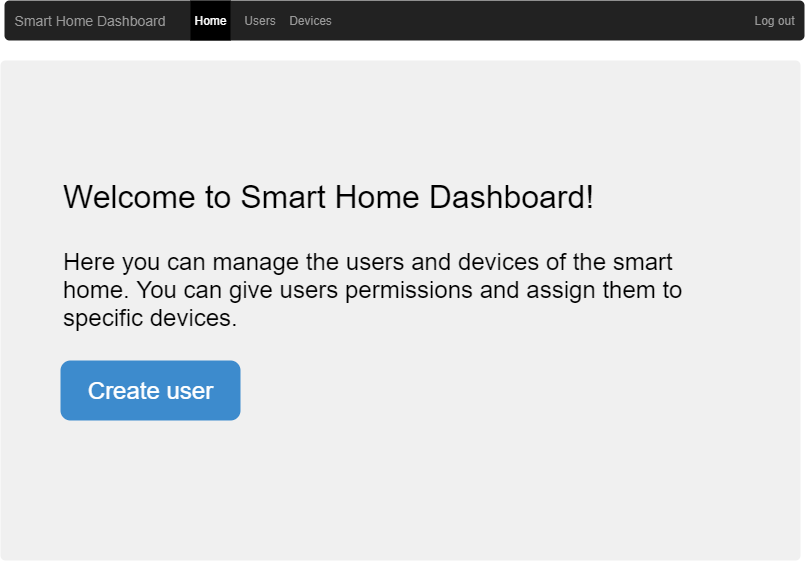 Smart Home Dashboard Home Users Devices Log out
Welcome to Smart Home Dashboard!
Here you can manage the users and devices of the smart
home. You can give users permissions and assign them to
specific devices.
Create user